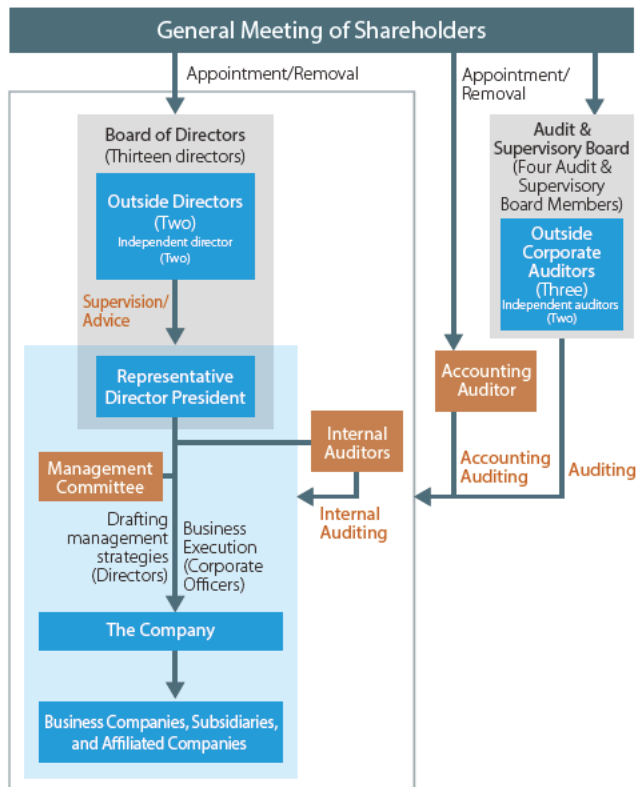 General Meeting of Shareholders
Appointment/Removal
Appointment/
Removal
Board of Directors
(Thirteen directors)
Outside Directors
(Two)
Independent director
(Two)
Supervision/
Advice
Representative
Director President
Internal
Auditors
Management
Committee
Internal
Auditing
Drafting
management
strategies
(Directors)
Business
Execution
(Corporate
Officers)
The Company
Business Companies, Subsidiaries,
and Affiliated Companies
Audit &
Supervisory Board
(Four Audit &
Supervisory
Board Members)
Outside
Corporate
Auditors
(Three)
Independent auditors
(Two)
Accounting
Auditor
Accounting
Auditing
Auditing